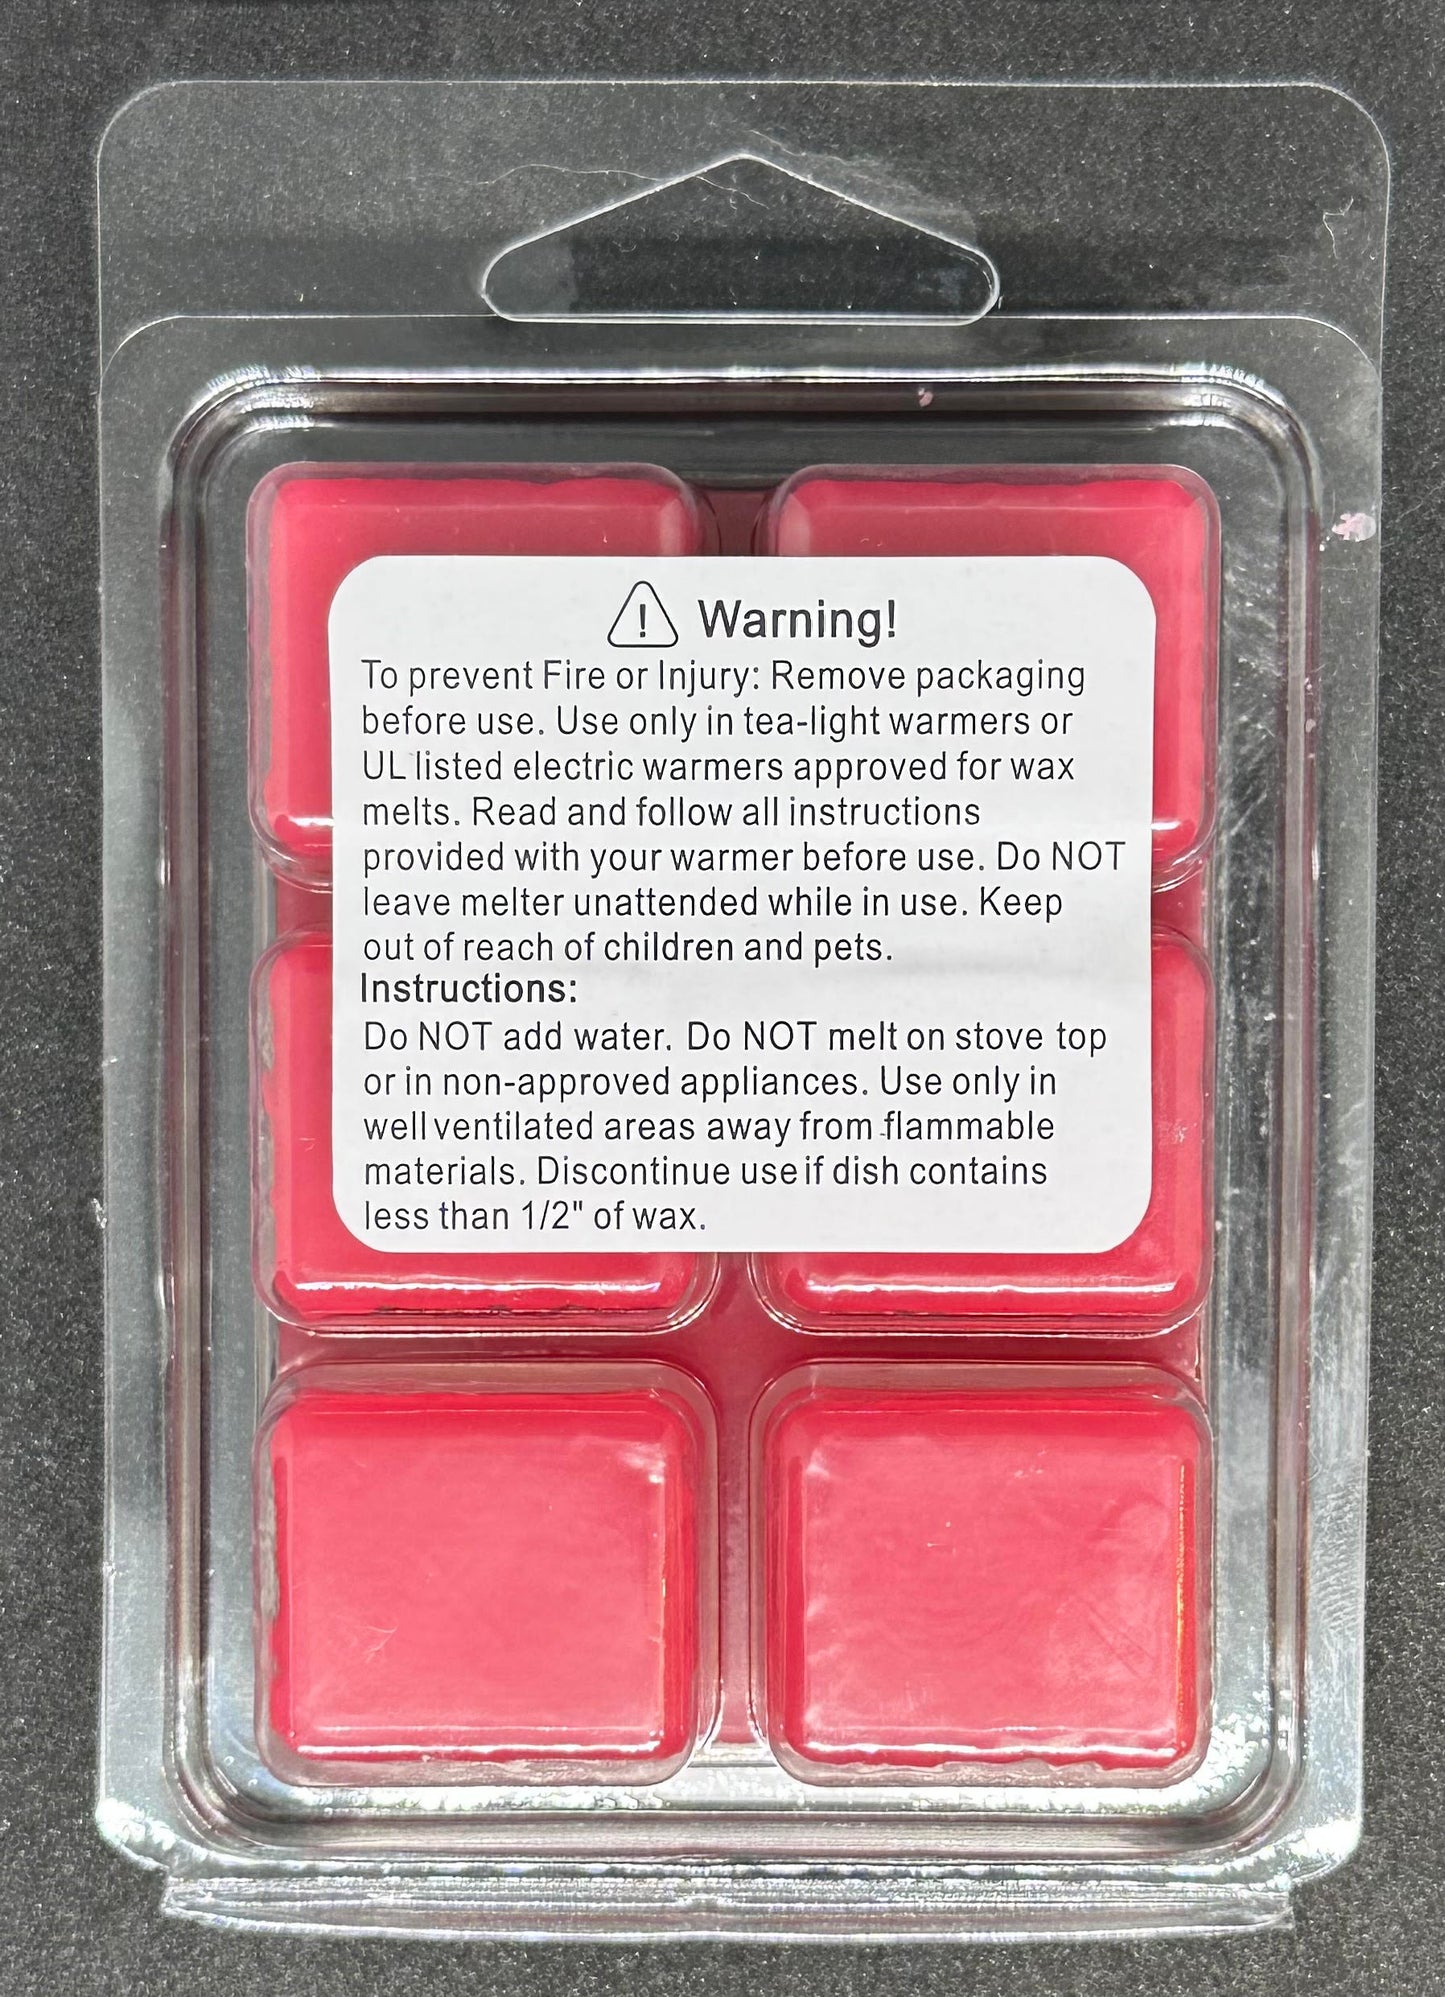 Warning!
To prevent Fire or Injury: Remove packaging
before use. Use only in tea-light warmers or
UL listed electric warmers approved for wax
melts. Read and follow all instructions
provided with your warmer before use. Do NOT
leave melter unattended while in use. Keep
out of reach of children and pets.
Instructions:
Do NOT add water. Do NOT melt on stove top
or in non-approved appliances. Use only in
well ventilated areas away from flammable
materials. Discontinue use if dish contains
less than 1/2" of wax.